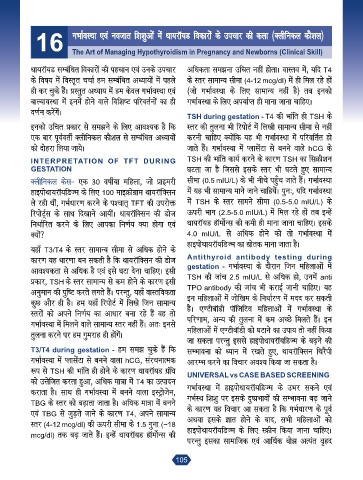 16
गर्भावस्था एवं नवजात शिशुओं में थायरॉयड विकारों के उपचार की कला (क्लीनिकल कौशल)
The Art of Managing Hypothyroidism in Pregnancy and Newborns (Clinical Skill)
थायरॉयड सम्बंधित विकारों की पहचान एवं उनके उपचार
के विषय में विस्तृत चर्चा हम सम्बंधित अध्यायों में पहले
ही कर चुके हैं। प्रस्तुत अध्याय में हम केवल गर्भावस्था एवं
बाल्यावस्था में इनमें होने वाले विशिष्ट परिवर्तनों का ही
वर्णन करेंगें।
इनको उचित प्रकार से समझने के लिए आवश्यक है कि
एक बार पूर्ववर्ती क्लीनिकल कौशल से सम्बंधित अध्यायों
को दोहरा लिया जाये।
INTERPRETATION OF TFT DURING
GESTATION
क्लीनिकल केस- एक 30 वर्षीया महिला, जो प्राइमरी
हाइपोथायरॉयडिज्म के लिए 100 माइक्रोग्राम थायरॉक्सिन
ले रही थीं, गर्भधारण करने के पश्चात् TFT की उपरोक्त
रिपोर्ट्स के साथ दिखाने आयीं। थायरॉक्सिन की डोज
निर्धारित करने के लिए आपका निर्णय क्या होगा एवं
क्यों?
यहाँ T3/T4 के स्तर सामान्य सीमा से अधिक होने के
कारण यह धारणा बन सकती है कि थायरॉक्सिन की डोज
आवश्यकता से अधिक है एवं इसे घटा देना चाहिए। इसी
प्रकार, TSH-के स्तर सामान्य से कम होने के कारण इसी
अनुमान की पुष्टि करते लगते हैं। परन्तु, यहाँ वास्तविकता
कुछ और ही है। हम यहाँ रिपोर्ट में लिखे जिन सामान्य
स्तरों को अपने निर्णय का आधार बना रहे हैं वह तो
गर्भावस्था में मिलने वाले सामान्य स्तर नहीं हैं। अतः इनसे
तुलना करने पर हम गुमराह ही होंगें।
T3/T4 during gestation - हम समझ चुके हैं कि
गर्भावस्था में प्लासेंटा से बनने वाला hCG, संरचनात्मक
रूप से TSH की भांति ही होने के कारण थायरॉयड ग्रंथि
को उत्तेजित करता हुआ, अधिक मात्रा में T4 का उत्पादन
कराता है। साथ ही गर्भावस्था में बनने वाला इस्ट्रोजेन,
TBG के स्तर को बढ़ाता जाता है। अधिक मात्रा में बनने
एवं TBG से जुड़ते जाने के कारण T4, अपने सामान्य
स्तर (4-12 mcg/dl) की ऊपरी सीमा के 1.5 गुना (~18
mcg/dl) तक बढ़ जाते हैं। इन्हें थायरॉयड हॉर्मोन्स की
अधिकता समझना उचित नहीं होता। वास्तव में, यदि T4
के स्तर सामान्य सीमा (4-12 mcg/dl) में ही मिल रहे हों
(जो गर्भावस्था के लिए सामान्य नहीं है) तब इनको
गर्भावस्था के लिए अपर्याप्त ही माना जाना चाहिए।
TSH during gestation - T4 की भांति ही TSH के
स्तर की तुलना भी रिपोर्ट में लिखी सामान्य सीमा से नहीं
करनी चाहिए क्योंकि यह भी गर्भावस्था में परिवर्तित हो
जाते हैं। गर्भावस्था में प्लासेंटा से बनने वाले hCG के
TSH की भांति कार्य करने के कारण TSH का सिक्रीशन
घटता जा है जिससे इसके स्तर भी घटते हुए सामान्य
सीमा (0.5 mIU/L) के भी नीचे पहुँच जाते हैं। गर्भावस्था
में यह भी सामान्य माने जाने चाहियें। पुनः, यदि गर्भावस्था
में TSH के स्तर सामने सीमा (0.5-5.0 mIU/L) के
ऊपरी भाग (2.5-5.0 mIU/L) में मिल रहे हों तब इन्हें
थायरॉयड हॉर्मोन्स की कमी ही माना जाना चाहिए। इसके
4.0 mIU/L से अधिक होने को तो गर्भावस्था में
हाइपोथायरॉयडिज्म का द्योतक माना जाता है।
Antithyroid antibody testing during
gestation - गर्भावस्था के दौरान जिन महिलाओं में
TSH की जांच 2.5 mIU/L से अधिक हो, उनमें anti
TPO antibody की जांच भी कराई जानी चाहिए। यह
इन महिलाओं में जोखिम के निर्धारण में मदद कर सकती
हैं। एण्टीबॉडी पॉजिटिव महिलाओं में गर्भावस्था के
परिणाम, अन्य की तुलना में कम अच्छे मिलते हैं। इन
महिलाओं में एण्टीबॉडी को घटाने का उपाय तो नहीं किया
जा सकता परन्तु इससे हाइपोथायरॉयडिज्म के बढ़ने की
सम्भावना को ध्यान में रखते हुए, थायरॉक्सिन थिरैपी
आरम्भ करने का विचार अवश्य किया जा सकता है।
UNIVERSAL vs CASE BASED SCREENING
गर्भावस्था में हाइपोथायरॉयडिज्म के उभर सकने एवं
गर्भस्थ शिशु पर इसके दुष्प्रभावों की सम्भावना बढ़ जाने
के कारण यह विचार आ सकता है कि गर्भधारण के पूर्व
अथवा इसके ज्ञात होने के बाद, सभी महिलाओं को
हाइपोथायरॉयडिज्म के लिए स्क्रीन किया जाना चाहिए।
परन्तु इसका सामाजिक एवं आर्थिक बोझ अत्यंत वृहद
105